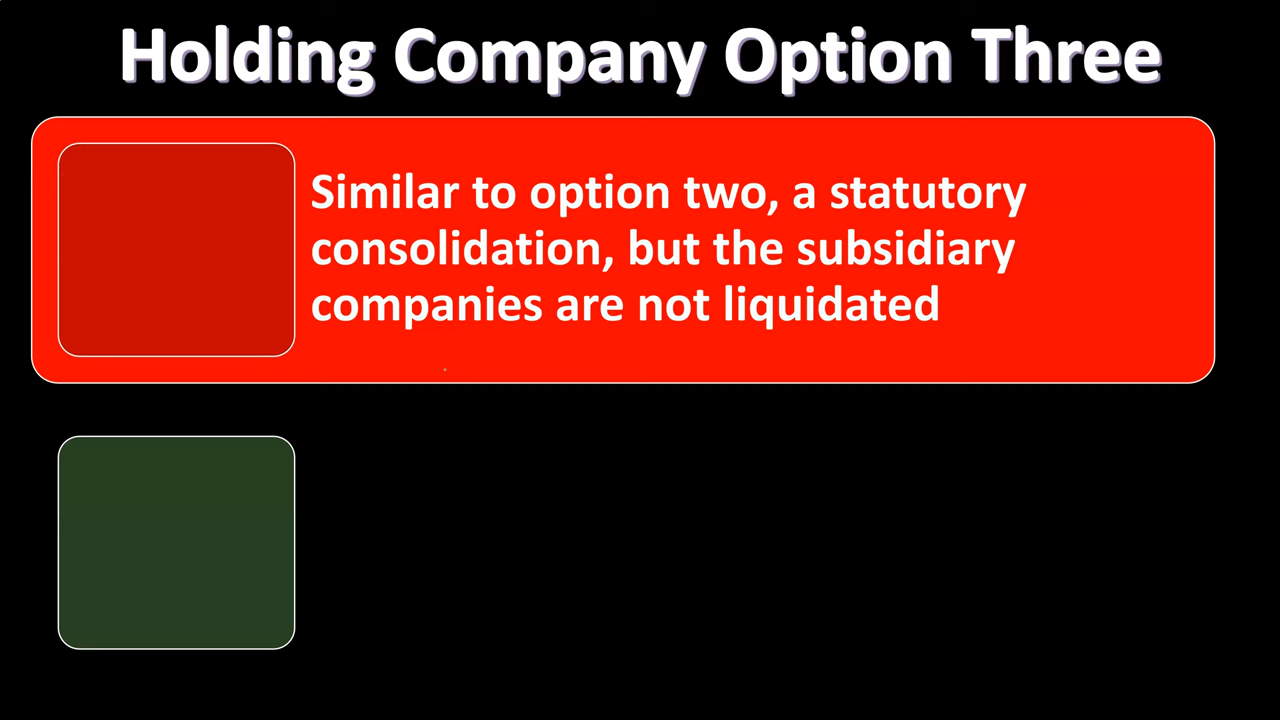 Holding Company Option Three
Similar to option two, a statutory
consolidation, but the subsidiary
companies are not liquidated